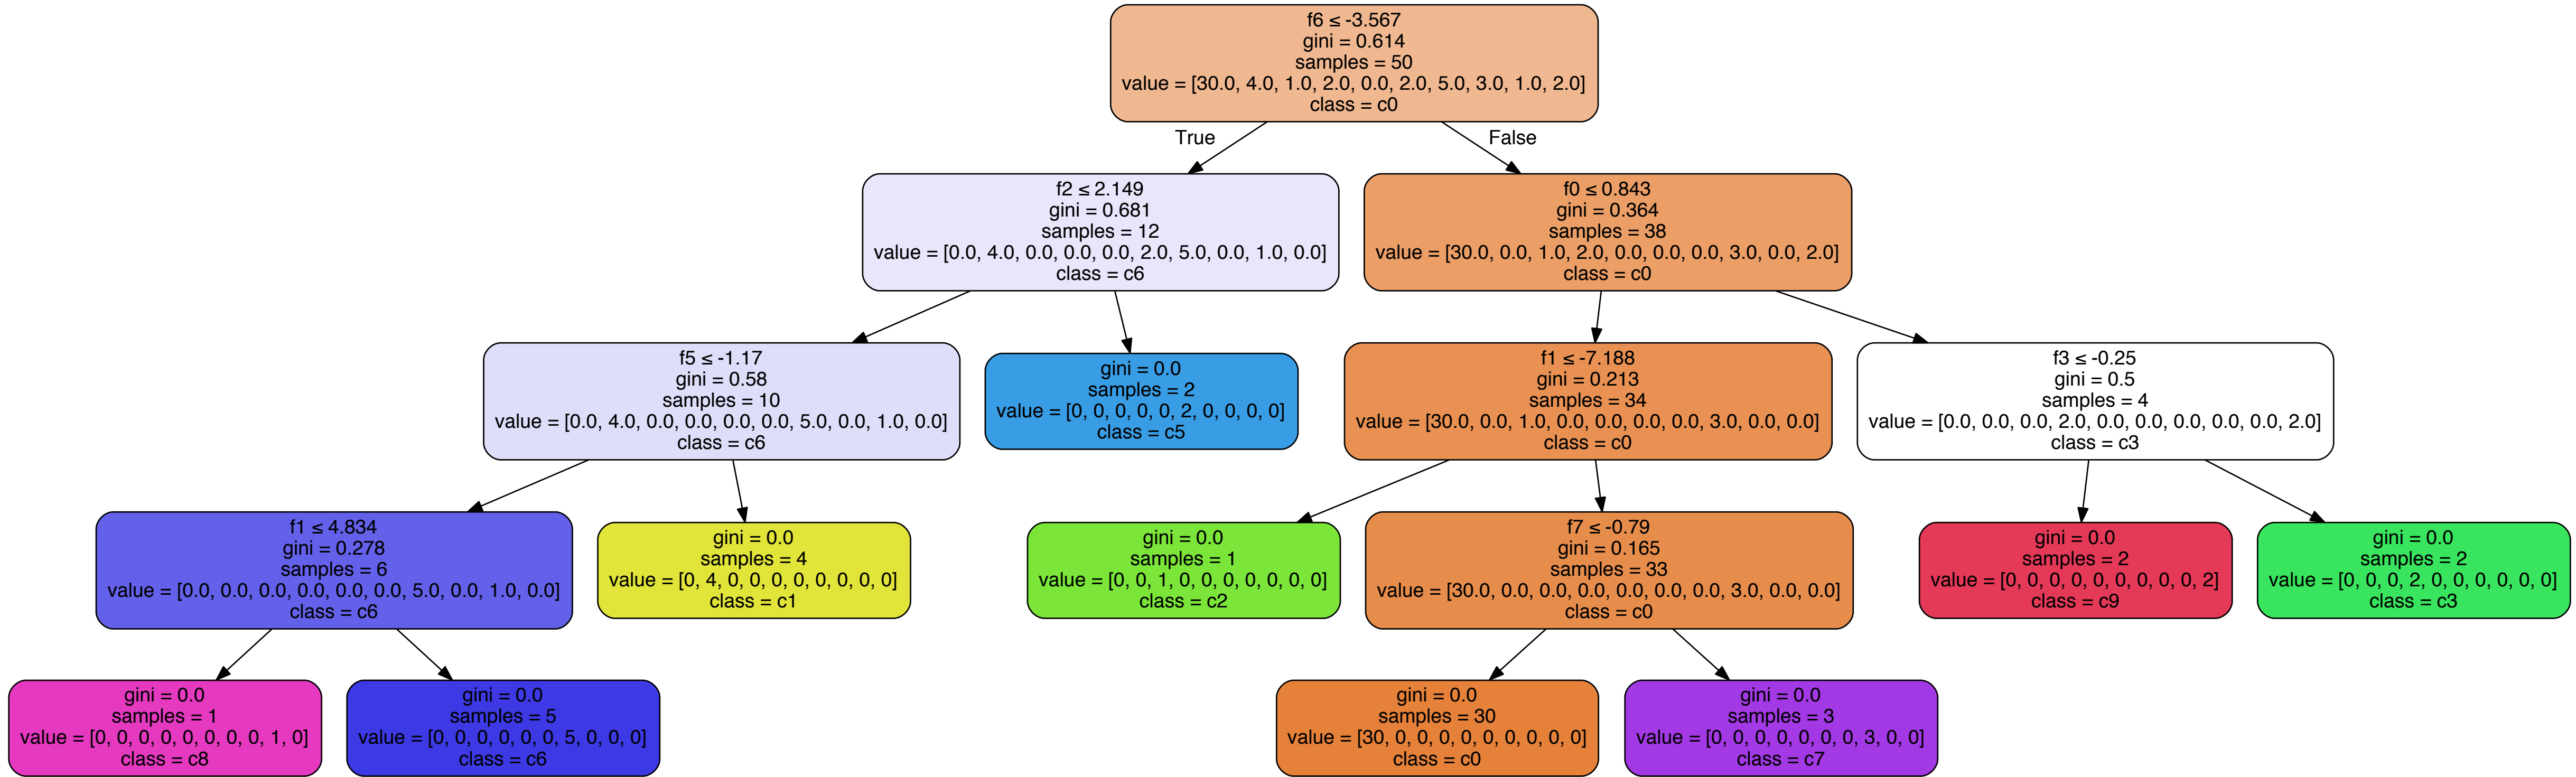 f6 ≤ -3.567
gini = 0.614
samples = 50
value = [30.0, 4.0, 1.0, 2.0, 0.0, 2.0, 5.0, 3.0, 1.0, 2.0]
class = c0
True
False
f2 ≤ 2.149
gini = 0.681
samples = 12
value = [0.0, 4.0, 0.0, 0.0, 0.0, 2.0, 5.0, 0.0, 1.0, 0.0]
class = c6
f0 ≤ 0.843
gini = 0.364
samples = 38
value = [30.0, 0.0, 1.0, 2.0, 0.0, 0.0, 0.0, 3.0, 0.0, 2.0]
class = c0
f5 ≤ -1.17
gini = 0.58
samples = 10
value = [0.0, 4.0, 0.0, 0.0, 0.0, 0.0, 5.0, 0.0, 1.0, 0.0]
class = c6
gini = 0.0
samples = 2
value = [0, 0, 0, 0, 0, 2, 0, 0, 0, 0]
class = c5
f1 ≤ -7.188
gini = 0.213
samples = 34
value = [30.0, 0.0, 1.0, 0.0, 0.0, 0.0, 0.0, 3.0, 0.0, 0.0]
class = c0
f3 ≤ -0.25
gini = 0.5
samples = 4
value = [0.0, 0.0, 0.0, 2.0, 0.0, 0.0, 0.0, 0.0, 0.0, 2.0]
class = c3
f1 ≤ 4.834
gini = 0.278
samples = 6
value = [0.0, 0.0, 0.0, 0.0, 0.0, 0.0, 5.0, 0.0, 1.0, 0.0]
class = c6
gini = 0.0
samples = 4
value = [0, 4, 0, 0, 0, 0, 0, 0, 0, 0]
class = c1
gini = 0.0
samples = 1
value = [0, 0, 1, 0, 0, 0, 0, 0, 0, 0]
class = c2
f7 ≤ -0.79
gini = 0.165
samples = 33
value = [30.0, 0.0, 0.0, 0.0, 0.0, 0.0, 0.0, 3.0, 0.0, 0.0]
class = c0
gini = 0.0
samples = 2
value = [0, 0, 0, 0, 0, 0, 0, 0, 0, 2]
class = c9
gini = 0.0
samples = 2
value = [0, 0, 0, 2, 0, 0, 0, 0, 0, 0]
class = c3
gini = 0.0
samples = 1
value = [0, 0, 0, 0, 0, 0, 0, 0, 1, 0]
class = c8
gini = 0.0
samples = 5
value = [0, 0, 0, 0, 0, 0, 5, 0, 0, 0]
class = c6
gini = 0.0
samples = 30
value = [30, 0, 0, 0, 0, 0, 0, 0, 0, 0]
class = c0
gini = 0.0
samples = 3
value = [0, 0, 0, 0, 0, 0, 0, 3, 0, 0]
class = c7